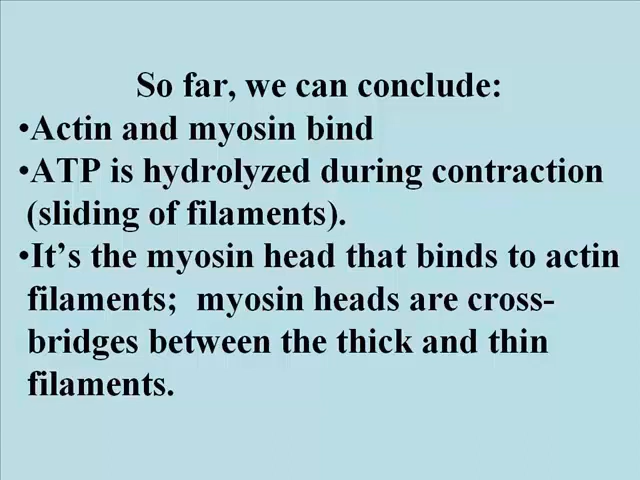 So far, we can conclude:
•Actin and myosin bind
•ATP is hydrolyzed during contraction
(sliding of filaments).
•It’s the myosin head that binds to actin
filaments;  myosin heads are cross-
bridges between the thick and thin
filaments.